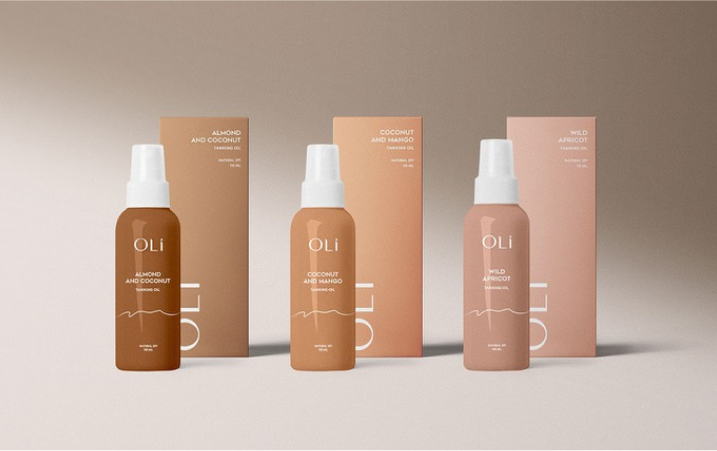 ALMOND
AND COCONUT
TANNING OIL
OLi
OLi
ALMOND
AND COCONUT
TANNING OIL
COCONUT
AND MANGO
TANNING OIL
OLi
OLi
COCONUT
AND MANGO
TANNING OIL
WILD
APRICOT
TANNING OIL
OLi
OLi
WILD
APRICOT
TANNING OIL